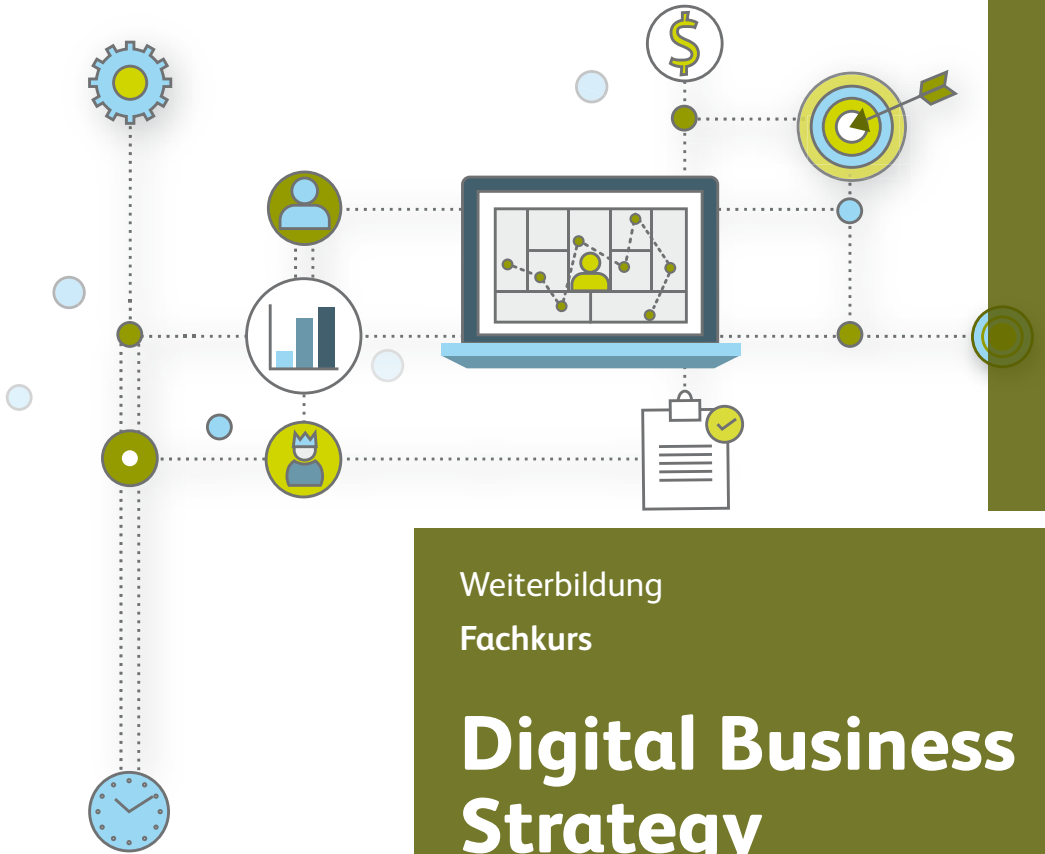 $
Weiterbildung
Fachkurs
Digital Business
Strategy